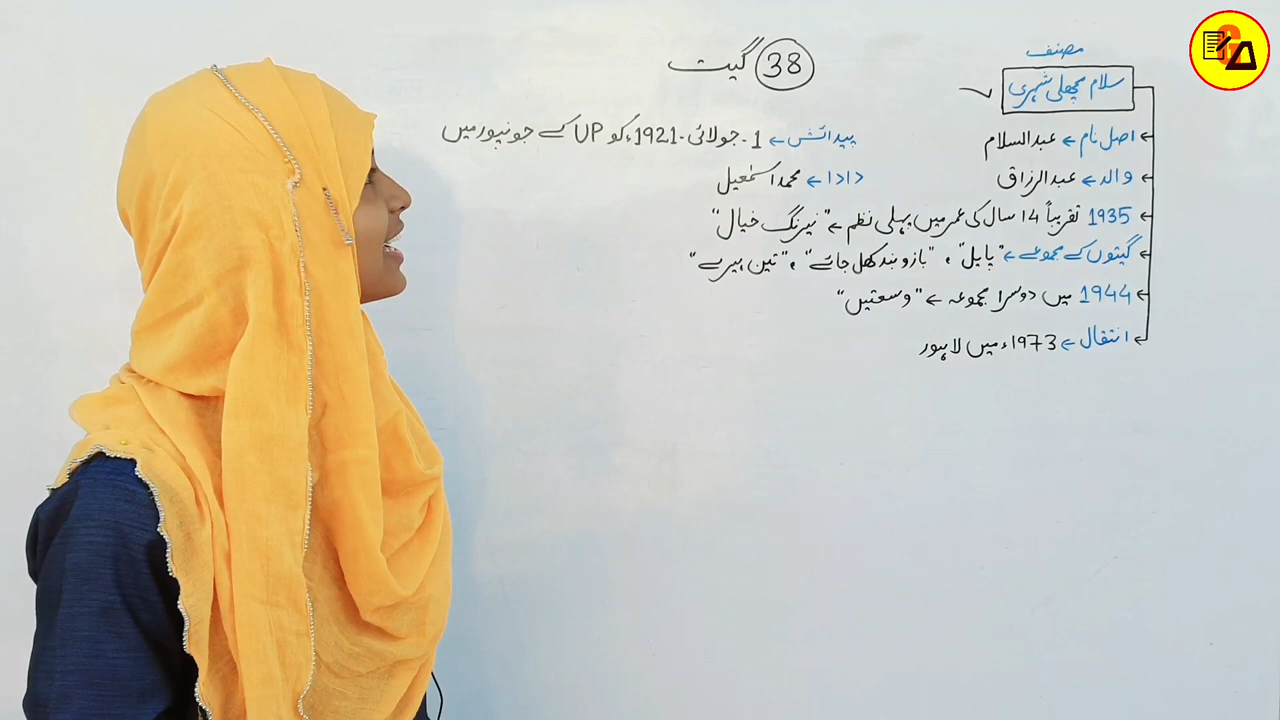 38 گیت
مصنف
سلام مچھلی شہری
اصل نام ← عبدالسلام
پیدائش ← 1۔ جولائی۔1921ء کو UP کے جونپور میں
والد ← عبدالرزاق
دادا ← محمد اسمٰعیل
1935 تقریباً 14 سال کی عمر میں پہلی نظم ← "نیرنگ خیال"
گیتوں کے مجموعے ← "پایل"، "بازو بند کھل جائے"، "تین ہیرے"
1944 میں دوسرا مجموعہ ← "وسعتیں"
انتقال ← 1973ء میں لاہور